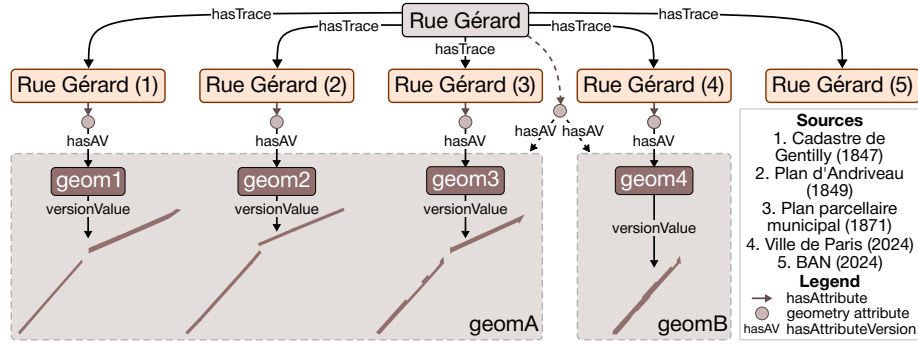 Rue Gérard
hasTrace
hasTrace
hasTrace
hasTrace
hasTrace
Rue Gérard (1)
Rue Gérard (2)
Rue Gérard (3)
Rue Gérard (4)
Rue Gérard (5)
hasAV
hasAV
hasAV
hasAV
hasAV
hasAV
geom1
geom2
geom3
geom4
versionValue
versionValue
versionValue
versionValue
geomA
geomB
Sources
1. Cadastre de
Gentilly (1847)
2. Plan d'Andriveau
(1849)
3. Plan parcellaire
municipal (1871)
4. Ville de Paris (2024)
5. BAN (2024)
Legend
hasAttribute
geometry attribute
hasAV hasAttributeVersion